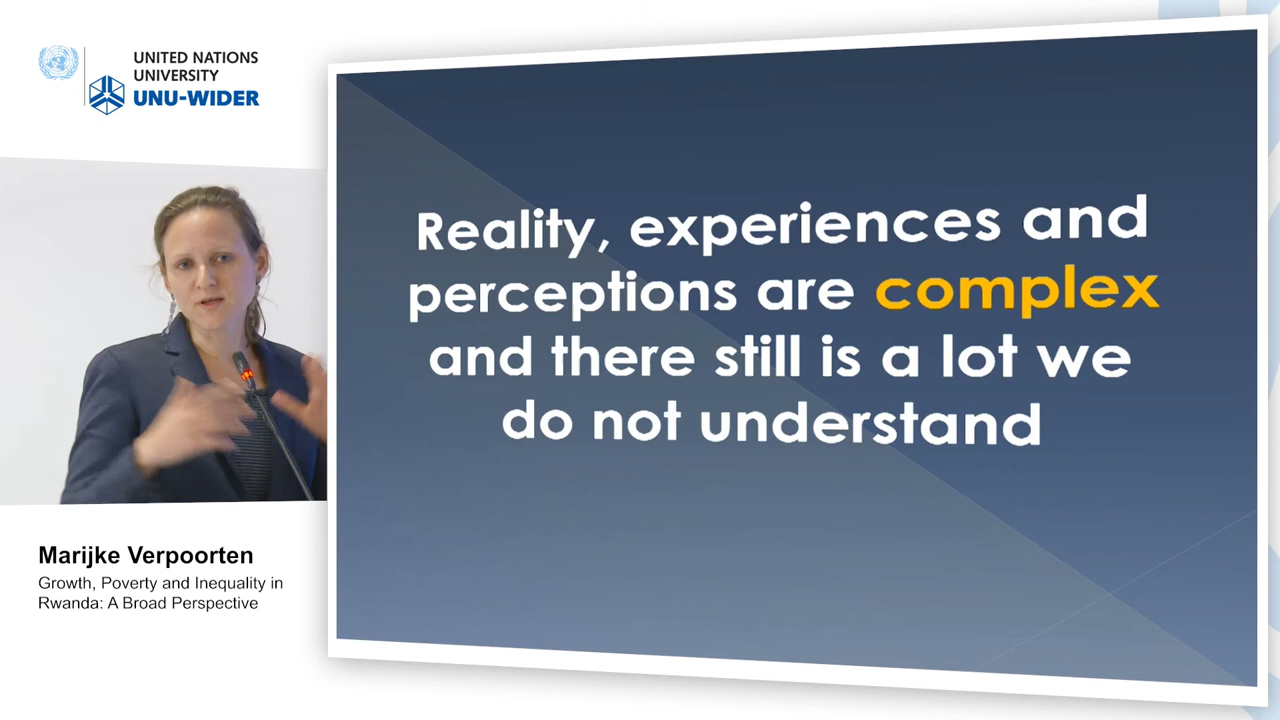 UNITED NATIONS
UNIVERSITY
UNU-WIDER
Reality, experiences and
perceptions are complex
and there still is a lot we
do not understand
Marijke Verpoorten
Growth, Poverty and Inequality in
Rwanda: A Broad Perspective